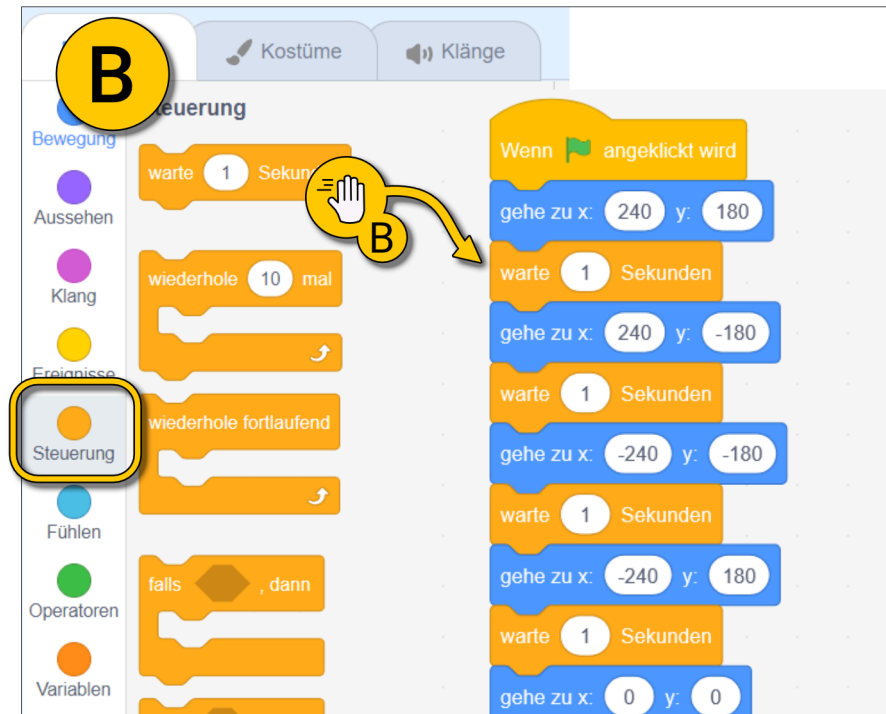 B
Kostüme
Klänge
Bewegung
Aussehen
Klang
Ereignisse
Steuerung
Fühlen
Operatoren
Variablen
warte 1
B
wiederhole 10 mal
wiederhole fortlaufend
falls , dann
Wenn angeklickt wird
gehe zu x: 240 y: 180
warte 1 Sekunden
gehe zu x: 240 y: -180
warte 1 Sekunden
gehe zu x: -240 y: -180
warte 1 Sekunden
gehe zu x: -240 y: 180
warte 1 Sekunden
gehe zu x: 0 y: 0